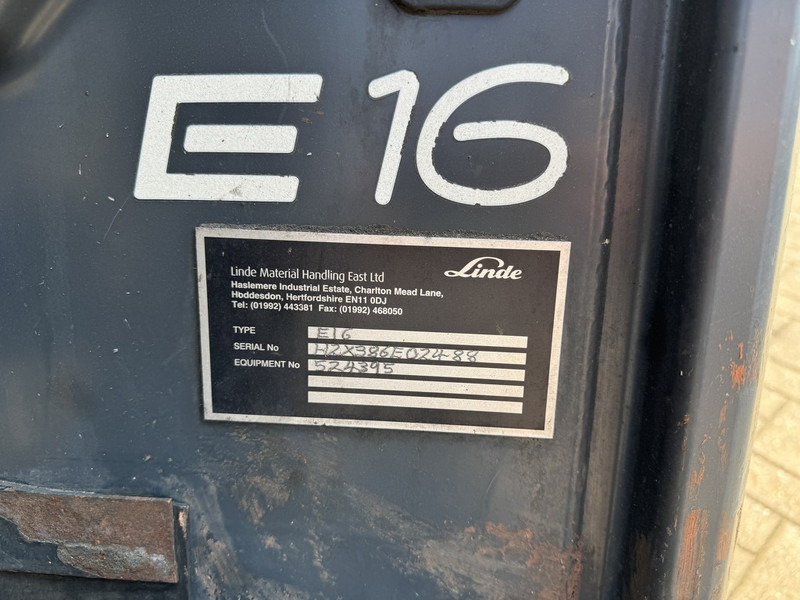 E16
Linde Material Handling East Ltd
Linde
Haslemere Industrial Estate, Charlton Mead Lane,
Hoddesdon, Hertfordshire EN11 0DJ
Tel: (01992) 443381 Fax: (01992) 468050
TYPE E16
SERIAL No H2X386E02488
EQUIPMENT No 524395